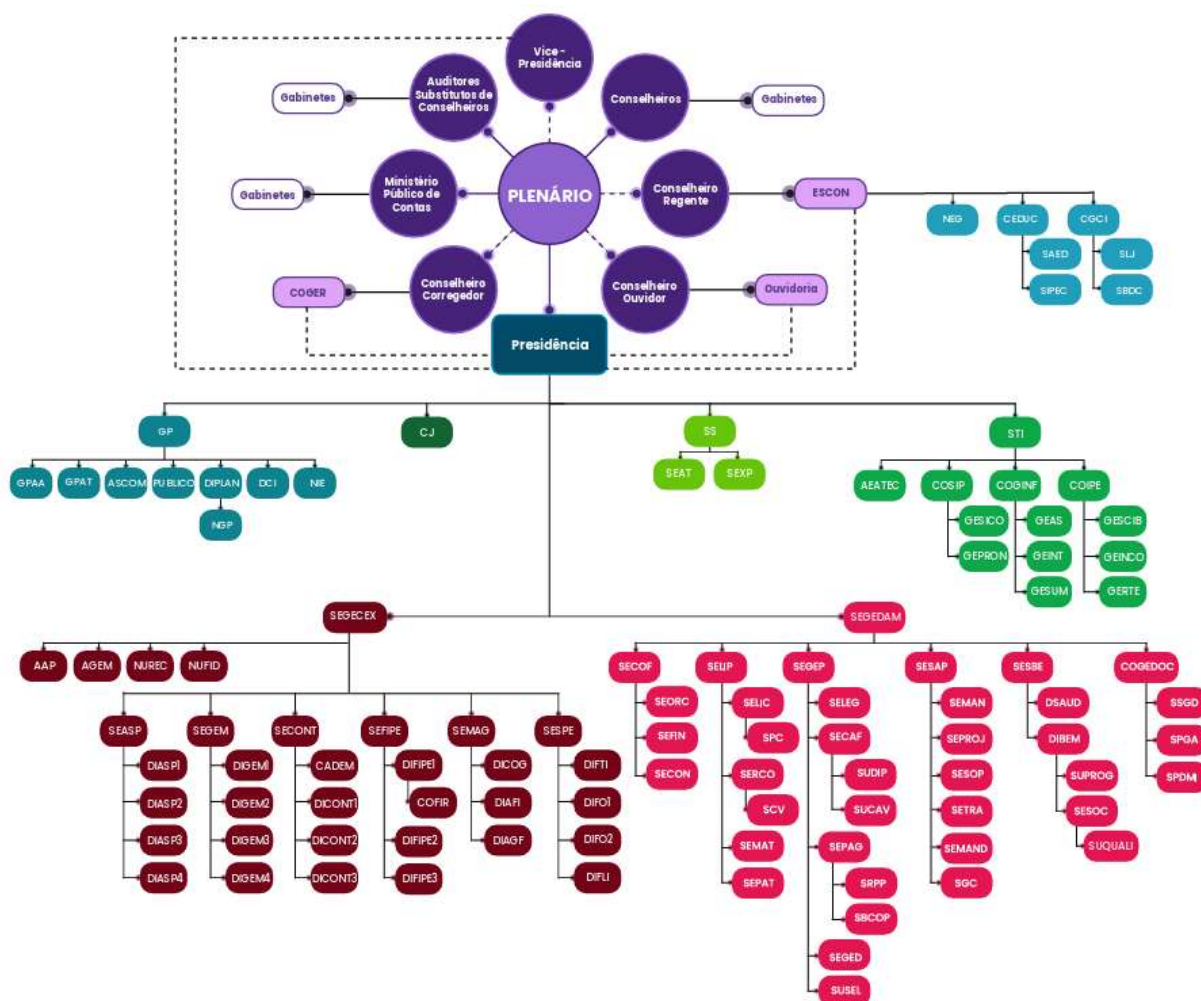 Vice -
Presidência
Auditores
Substitutos de
Conselheiros
Gabinetes
Conselheiros
Gabinetes
Ministério
Público de
Contas
Gabinetes
PLENÁRIO
Conselheiro
Regente
ESCON
NEG
CEDUC
CGCI
SAED
SLJ
SIPEC
SBDC
COGER
Conselheiro
Corregedor
Conselheiro
Ouvidor
Ouvidoria
Presidência
GP
CJ
SS
STI
GPAA
GPAT
ASCOM
PUBLICO
DIPLAN
DCI
NIE
NGP
SEAT
SEXP
AEATEC
COSIP
COGINF
COIPE
GESICO
GEAS
GESCIB
GEPRON
GEINT
GEINCO
GESUM
GERTE
SEGECEX
SEGEDAM
AAP
AGEM
NUREC
NUFID
SECOF
SELIP
SEGEP
SESAP
SESBE
COGEDOC
SEASP
SEGEM
SECONT
SEFIPE
SEMAG
SESPE
DIASP1
DIGEM1
CADEM
DIFIPE1
DICOG
DIFTI
DIASP2
DIGEM2
DICONT1
COFIR
DIAFI
DIFO1
DIASP3
DIGEM3
DICONT2
DIFIPE2
DIAGF
DIFO2
DIASP4
DIGEM4
DICONT3
DIFIPE3
DIFLI
SEORC
SELIC
SELEG
SEMAN
DSAUD
SSGD
SEFIN
SPC
SECAF
SEPROJ
DIBEM
SPGA
SECON
SERCO
SUDIP
SESOP
SUPROG
SPDM
SCV
SUCAV
SETRA
SESOC
SEMAT
SEPAG
SEMAND
SUQUALI
SEPAT
SRPP
SGC
SBCOP
SEGED
SUSEL